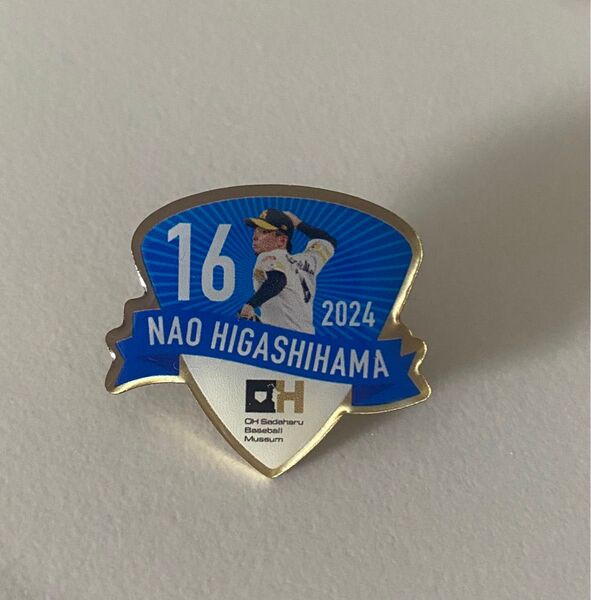 16
2024
NAO HIGASHIHAMA
OH
OH Sadaharu
Baseball
Museum